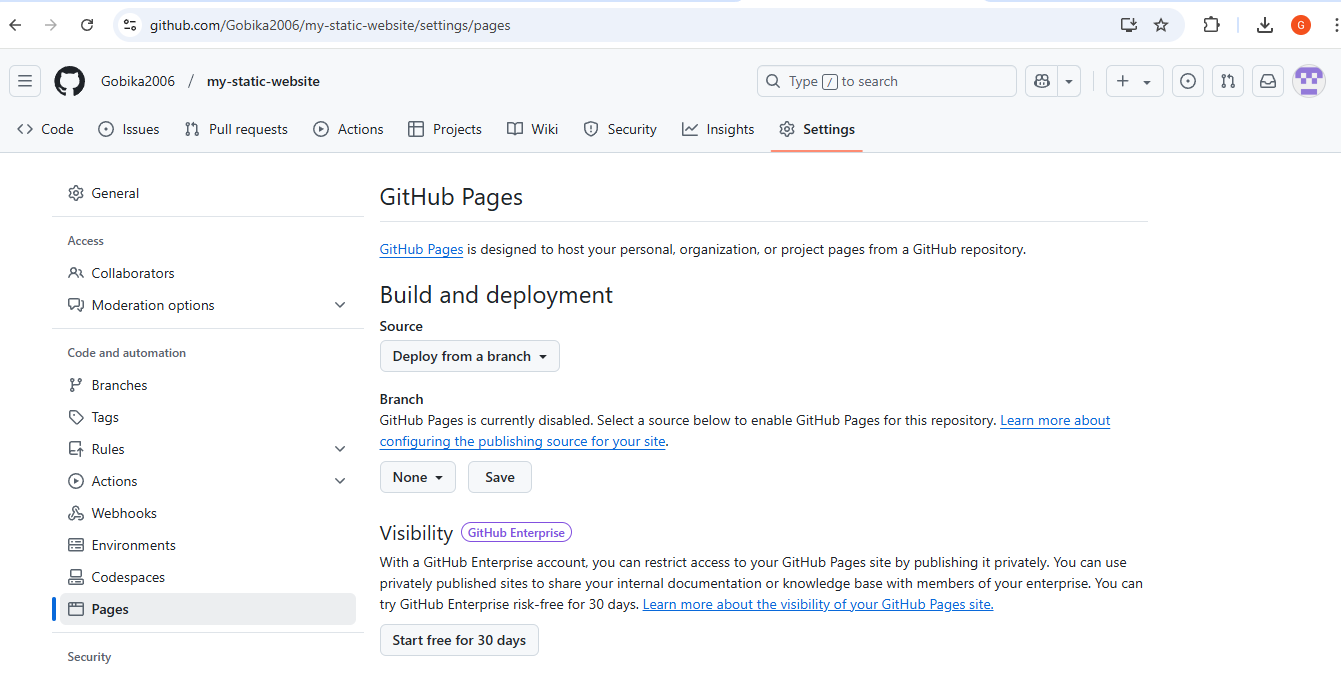 github.com/Gobika2006/my-static-website/settings/pages
G
Gobika2006 / my-static-website
Type / to search
Code
Issues
Pull requests
Actions
Projects
Wiki
Security
Insights
Settings
General
Access
Collaborators
Moderation options
Code and automation
Branches
Tags
Rules
Actions
Webhooks
Environments
Codespaces
Pages
Security
GitHub Pages
GitHub Pages is designed to host your personal, organization, or project pages from a GitHub repository.
Build and deployment
Source
Deploy from a branch
Branch
GitHub Pages is currently disabled. Select a source below to enable GitHub Pages for this repository. Learn more about
configuring the publishing source for your site.
None
Save
Visibility GitHub Enterprise
With a GitHub Enterprise account, you can restrict access to your GitHub Pages site by publishing it privately. You can use
privately published sites to share your internal documentation or knowledge base with members of your enterprise. You can
try GitHub Enterprise risk-free for 30 days. Learn more about the visibility of your GitHub Pages site.
Start free for 30 days